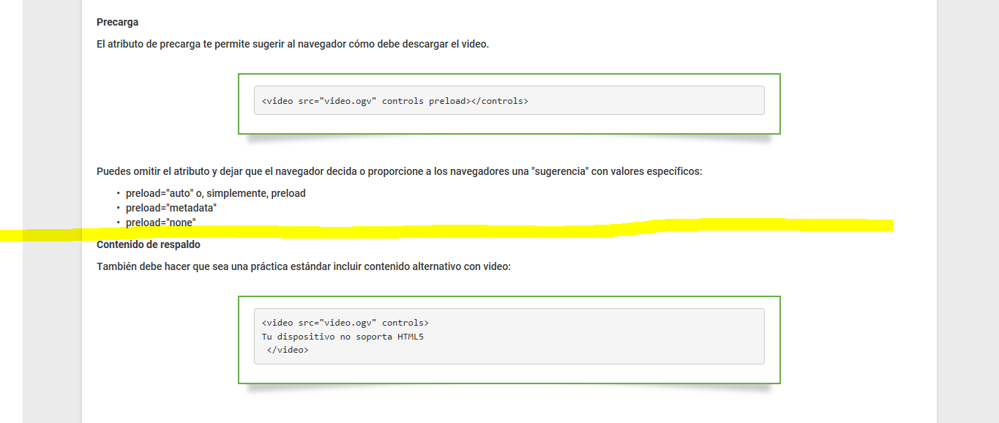 Precarga
El atributo de precarga te permite sugerir al navegador cómo debe descargar el video.
<video src="video.ogv" controls preload></controls>
Puedes omitir el atributo y dejar que el navegador decida o proporcione a los navegadores una "sugerencia" con valores específicos:
• preload="auto" o, simplemente, preload
• preload="metadata"
• preload="none"
Contenido de respaldo
También debe hacer que sea una práctica estándar incluir contenido alternativo con video:
<video src="video.ogv" controls>
Tu dispositivo no soporta HTML5
</video>